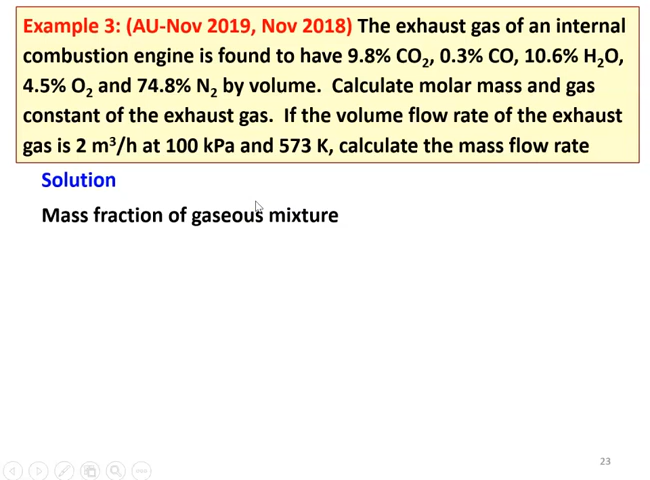 Example 3: (AU-Nov 2019, Nov 2018) The exhaust gas of an internal
combustion engine is found to have 9.8% CO₂, 0.3% CO, 10.6% H₂O,
4.5% O₂ and 74.8% N₂ by volume. Calculate molar mass and gas
constant of the exhaust gas. If the volume flow rate of the exhaust
gas is 2 m³/h at 100 kPa and 573 K, calculate the mass flow rate
Solution
Mass fraction of gaseous mixture
23